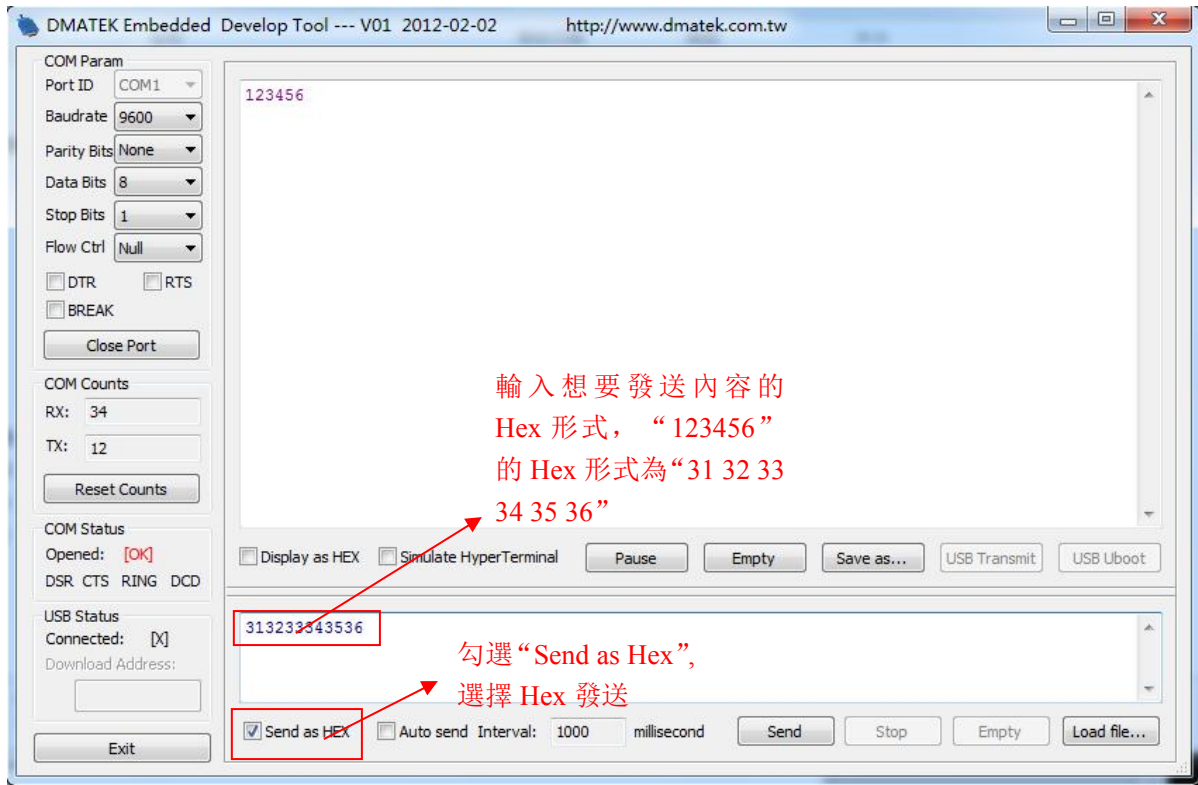 DMATEK Embedded Develop Tool --- V01 2012-02-02 http://www.dmatek.com.tw
COM Param
Port ID COM1
Baudrate 9600
Parity Bits None
Data Bits 8
Stop Bits 1
Flow Ctrl Null
DTR RTS
BREAK
Close Port
COM Counts
RX: 34
TX: 12
Reset Counts
COM Status
Opened: [OK]
DSR CTS RING DCD
USB Status
Connected: [X]
Download Address:
Exit
123456
輸入想要發送內容的
Hex 形式，“123456”
的 Hex 形式為“31 32 33
34 35 36”
Display as HEX Simulate HyperTerminal Pause Empty Save as... USB Transmit USB Uboot
313233343536
勾選“Send as Hex”,
選擇 Hex 發送
Send as HEX Auto send Interval: 1000 millisecond Send Stop Empty Load file...